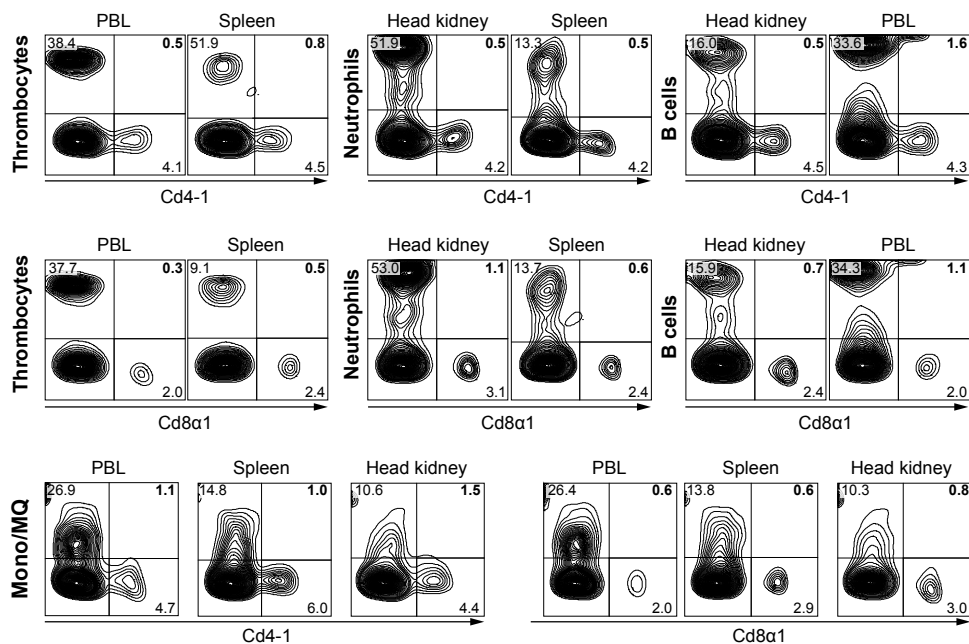 PBL Spleen Head kidney Spleen Head kidney PBL
Thrombocytes Neutrophils B cells
38.4 0.5 51.9 0.8 51.9 0.5 13.3 0.5 16.0 0.5 33.6 1.6
4.1 4.5 4.2 4.2 4.5 4.3
Cd4-1 Cd4-1 Cd4-1
PBL Spleen Head kidney Spleen Head kidney PBL
Thrombocytes Neutrophils B cells
37.7 0.3 9.1 0.5 53.0 1.1 13.7 0.6 15.9 0.7 34.3 1.1
2.0 2.4 3.1 2.4 2.4 2.0
Cd8α1 Cd8α1 Cd8α1
PBL Spleen Head kidney PBL Spleen Head kidney
Mono/MQ
26.9 1.1 14.8 1.0 10.6 1.5 26.4 0.6 13.8 0.6 10.3 0.8
4.7 6.0 4.4 2.0 2.9 3.0
Cd4-1 Cd8α1